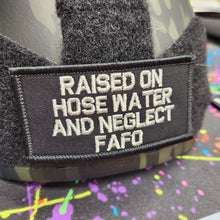 RAISED ON
HOSE WATER
AND NEGLECT
FAFO